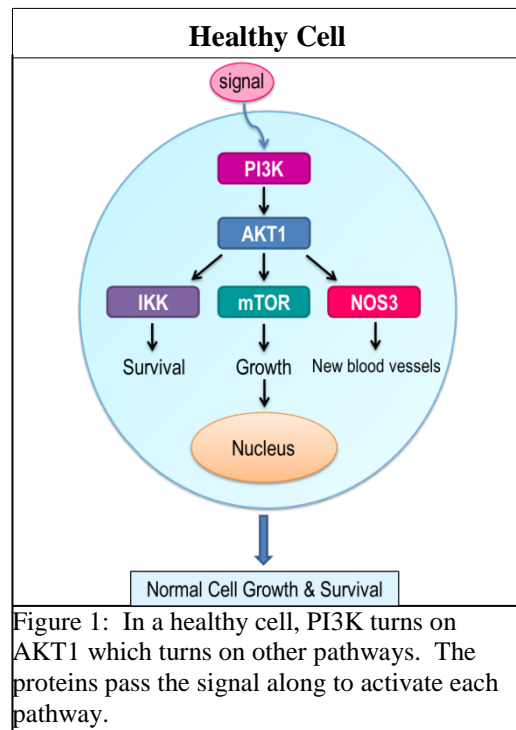 Healthy Cell
signal
PI3K
AKT1
IKK mTOR NOS3
Survival Growth New blood vessels
Nucleus
Normal Cell Growth & Survival
Figure 1: In a healthy cell, PI3K turns on
AKT1 which turns on other pathways. The
proteins pass the signal along to activate each
pathway.